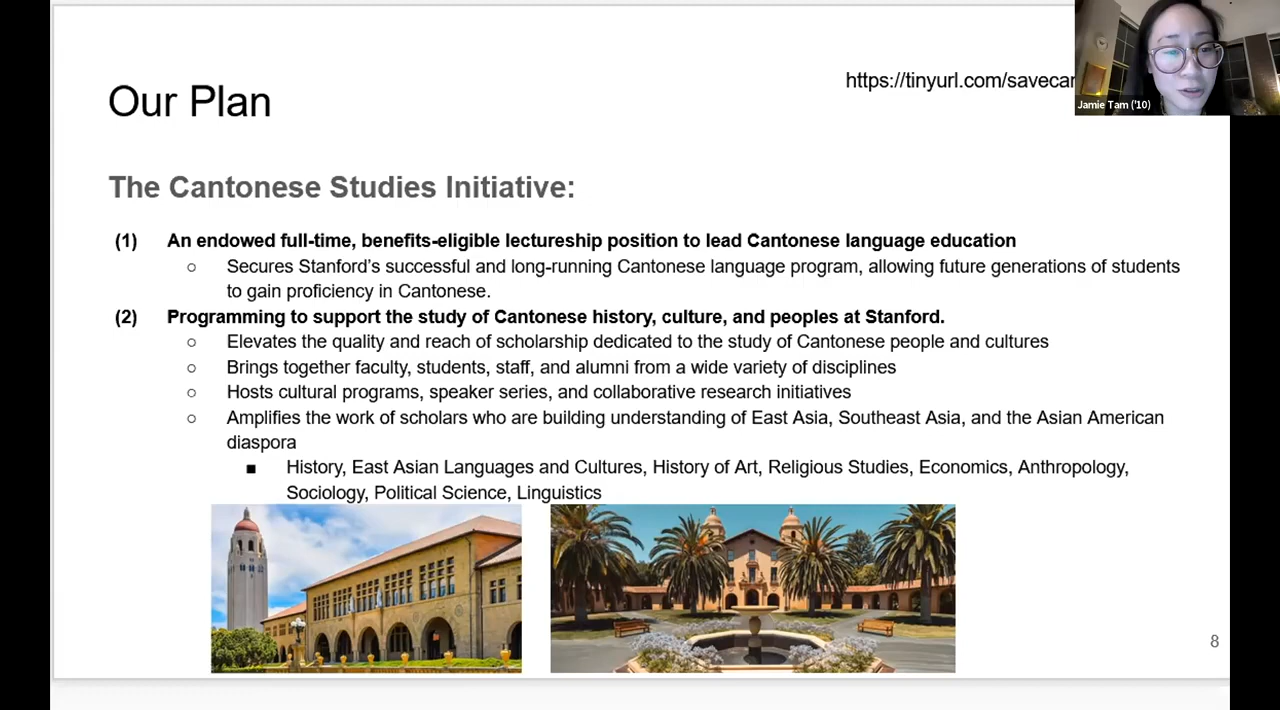 Our Plan
https://tinyurl.com/savecan
Jamie Tam ('10)
The Cantonese Studies Initiative:
(1) An endowed full-time, benefits-eligible lectureship position to lead Cantonese language education
○ Secures Stanford's successful and long-running Cantonese language program, allowing future generations of students
to gain proficiency in Cantonese.
(2) Programming to support the study of Cantonese history, culture, and peoples at Stanford.
○ Elevates the quality and reach of scholarship dedicated to the study of Cantonese people and cultures
○ Brings together faculty, students, staff, and alumni from a wide variety of disciplines
○ Hosts cultural programs, speaker series, and collaborative research initiatives
○ Amplifies the work of scholars who are building understanding of East Asia, Southeast Asia, and the Asian American
diaspora
■ History, East Asian Languages and Cultures, History of Art, Religious Studies, Economics, Anthropology,
Sociology, Political Science, Linguistics
8